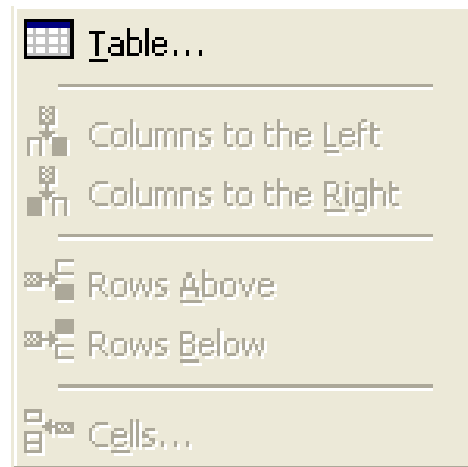 Table...
Columns to the Left
Columns to the Right
Rows Above
Rows Below
Cells...